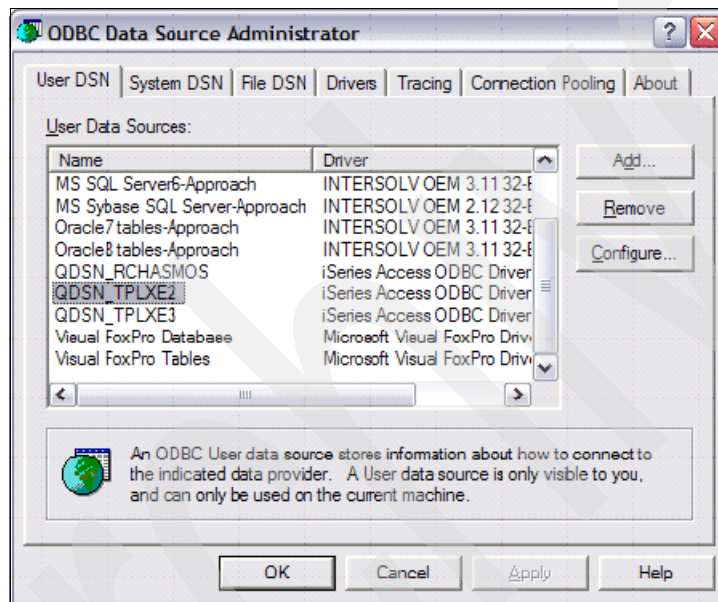 ODBC Data Source Administrator
User DSN System DSN File DSN Drivers Tracing Connection Pooling About
User Data Sources:
Name Driver
MS SQL Server6-Approach INTERSOLV OEM 3.11 32-E
MS Sybase SQL Server-Approach INTERSOLV OEM 2.12 32-E
Oracle7 tables-Approach INTERSOLV OEM 3.11 32-E
Oracle8 tables-Approach INTERSOLV OEM 3.11 32-E
QDSN_RCHASMOS iSeries Access ODBC Driver
QDSN_TPLXE2 iSeries Access ODBC Driver
QDSN_TPLXE3 iSeries Access ODBC Driver
Visual FoxPro Database Microsoft Visual FoxPro Driv
Visual FoxPro Tables Microsoft Visual FoxPro Driv
Add...
Remove
Configure...
An ODBC User data source stores information about how to connect to
the indicated data provider. A User data source is only visible to you,
and can only be used on the current machine.
OK Cancel Apply Help